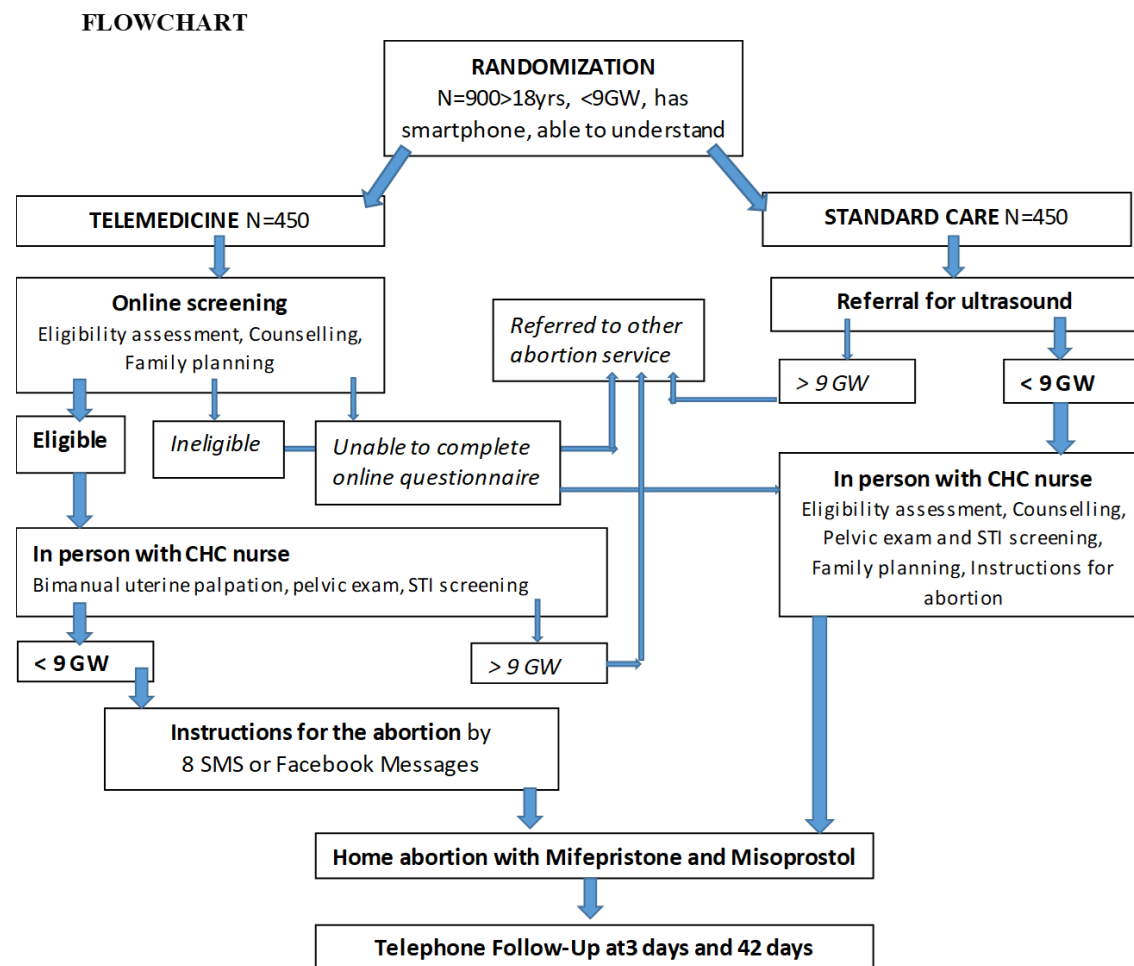 FLOWCHART
RANDOMIZATION
N=900>18yrs, <9GW, has
smartphone, able to understand
TELEMEDICINE N=450
STANDARD CARE N=450
Online screening
Eligibility assessment, Counselling,
Family planning
Referred to other
abortion service
Referral for ultrasound
> 9 GW
< 9 GW
Eligible
Ineligible
Unable to complete
online questionnaire
In person with CHC nurse
Eligibility assessment, Counselling,
Pelvic exam and STI screening,
Family planning, Instructions for
abortion
In person with CHC nurse
Bimanual uterine palpation, pelvic exam, STI screening
< 9 GW
> 9 GW
Instructions for the abortion by
8 SMS or Facebook Messages
Home abortion with Mifepristone and Misoprostol
Telephone Follow-Up at3 days and 42 days